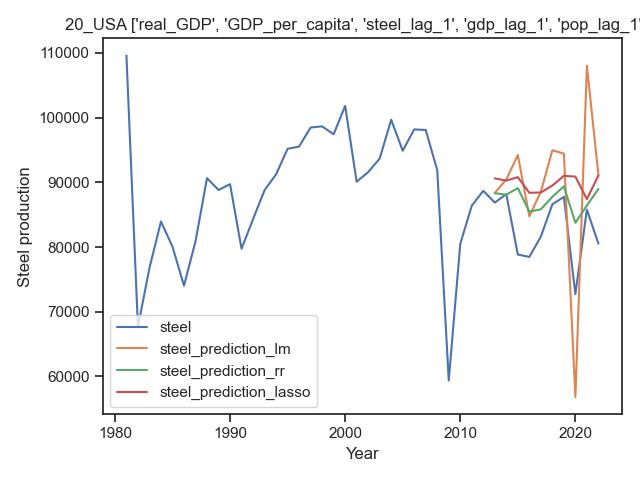 20_USA ['real_GDP', 'GDP_per_capita', 'steel_lag_1', 'gdp_lag_1', 'pop_lag_1'
110000
100000
90000
80000
70000
60000
Steel production
steel
steel_prediction_lm
steel_prediction_rr
steel_prediction_lasso
1980
1990
2000
2010
2020
Year